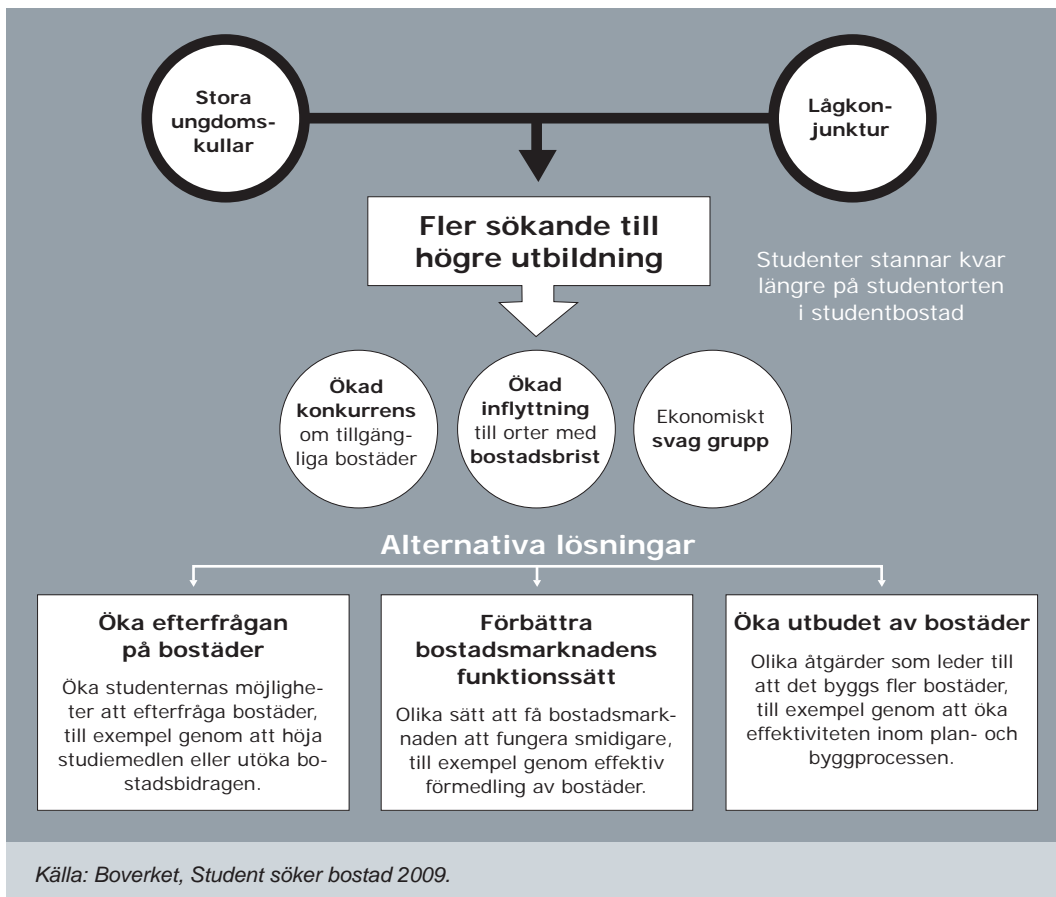 Stora
ungdoms-
kullar
Lågkon-
junktur
Fler sökande till
högre utbildning
Studenter stannar kvar
längre på studentorten
i studentbostad
Ökad
konkurrens
om tillgäng-
liga bostäder
Ökad
inflyttning
till orter med
bostadsbrist
Ekonomiskt
svag grupp
Alternativa lösningar
Öka efterfrågan
på bostäder
Öka studenternas möjlighe-
ter att efterfråga bostäder,
till exempel genom att höja
studiemedlen eller utöka bo-
stadsbidragen.
Förbättra
bostadsmarknadens
funktionssätt
Olika sätt att få bostadsmark-
naden att fungera smidigare,
till exempel genom effektiv
förmedling av bostäder.
Öka utbudet av bostäder
Olika åtgärder som leder till
att det byggs fler bostäder,
till exempel genom att öka
effektiviteten inom plan- och
byggprocessen.
Källa: Boverket, Student söker bostad 2009.